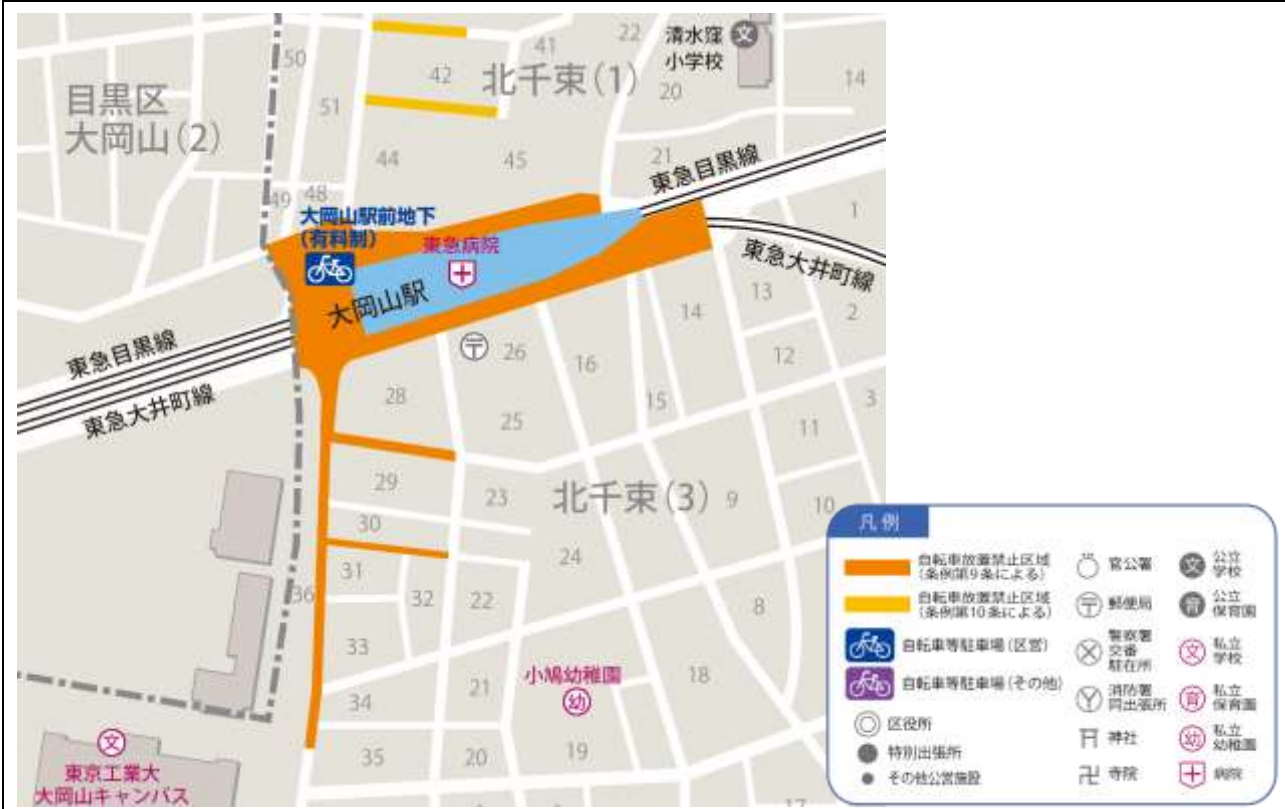 50
22
清水窪
小学校
文
41
42
北千束(1)
20
14
目黒区
大岡山(2)
51
44
45
21
東急目黒線
49
48
大岡山駅前地下
(有料制)
東急病院
1
東急大井町線
大岡山駅
13
14
2
東急目黒線
26
16
12
28
15
3
東急大井町線
25
11
29
23
北千束(3)
9
10
30
24
31
36
32
22
8
33
小鳩幼稚園
幼
21
18
34
文
東京工業大
大岡山キャンパス
35
20
19
17
凡例
自転車放置禁止区域
(条例第9条による)
自転車放置禁止区域
(条例第10条による)
自転車等駐車場(区営)
自転車等駐車場(その他)
区役所
特別出張所
その他公営施設
官公署
郵便局
警察署
交番
駐在所
消防署
同出張所
神社
寺院
文
公立
学校
育
公立
保育園
文
私立
学校
育
私立
保育園
幼
私立
幼稚園
病院